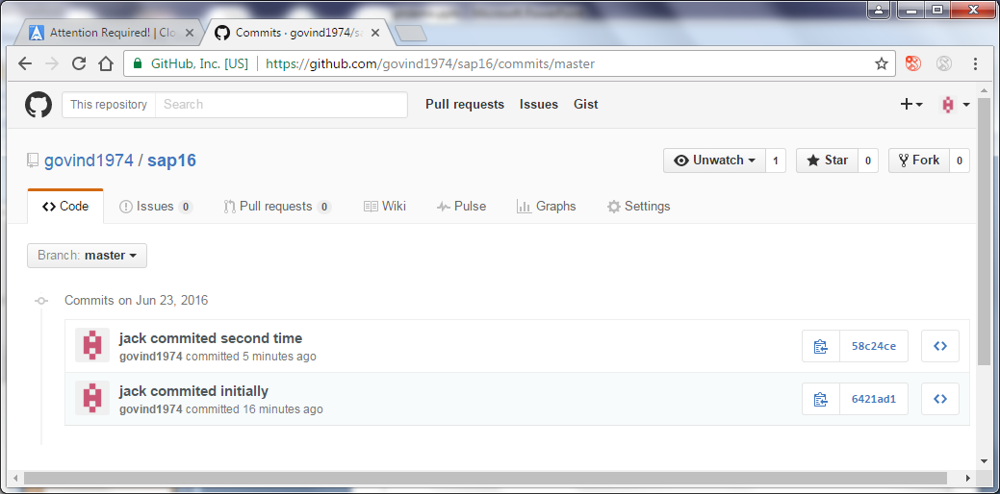 Attention Required! | Clo
Commits · govind1974/sa
GitHub, Inc. [US] | https://github.com/govind1974/sap16/commits/master
This repository Search Pull requests Issues Gist
govind1974 / sap16 Unwatch 1 Star 0 Fork 0
Code Issues 0 Pull requests 0 Wiki Pulse Graphs Settings
Branch: master
Commits on Jun 23, 2016
jack commited second time
govind1974 committed 5 minutes ago 58c24ce
jack commited initially
govind1974 committed 16 minutes ago 6421ad1